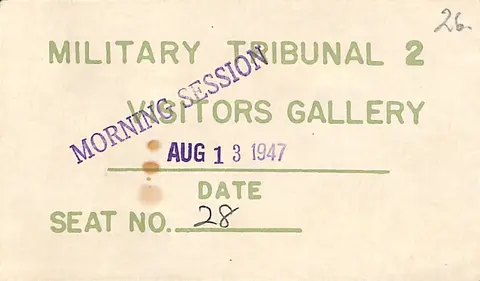 26.
MILITARY TRIBUNAL 2
MORNING SESSION
VISITORS GALLERY
AUG 13 1947
DATE
SEAT NO. 28